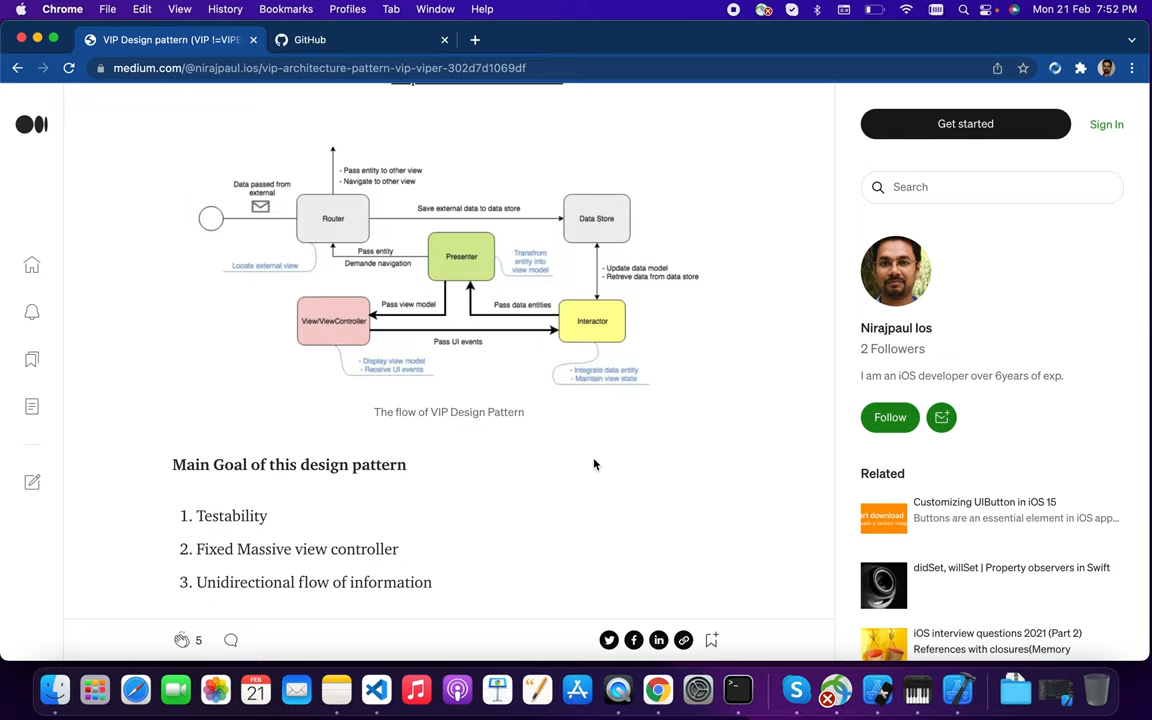 Chrome File Edit View History Bookmarks Profiles Tab Window Help Mon 21 Feb 7:52 PM
VIP Design pattern (VIP !=VIPE GitHub
medium.com/@nirajpaul.ios/vip-architecture-pattern-vip-viper-302d7d1069df
Get started
Sign In
Search
- Pass entity to other view
- Navigate to other view
Data passed from
external
Router
Save external data to data store
Data Store
Locate external view
Pass entity
Demande navigation
Presenter
Transfrom
entity into
view model
- Update data model
- Retreve data from data store
View/ViewController
Pass view model
Pass data entities
Interactor
Pass UI events
- Display view model
- Receive UI events
- Integrate data entity
- Maintain view state
The flow of VIP Design Pattern
Main Goal of this design pattern
1. Testability
2. Fixed Massive view controller
3. Unidirectional flow of information
5
Nirajpaul Ios
2 Followers
I am an iOS developer over 6years of exp.
Follow
Related
Customizing UIButton in iOS 15
Buttons are an essential element in iOS app...
art download
didSet, willSet | Property observers in Swift
iOS interview questions 2021 (Part 2)
References with closures(Memory
FEB
21